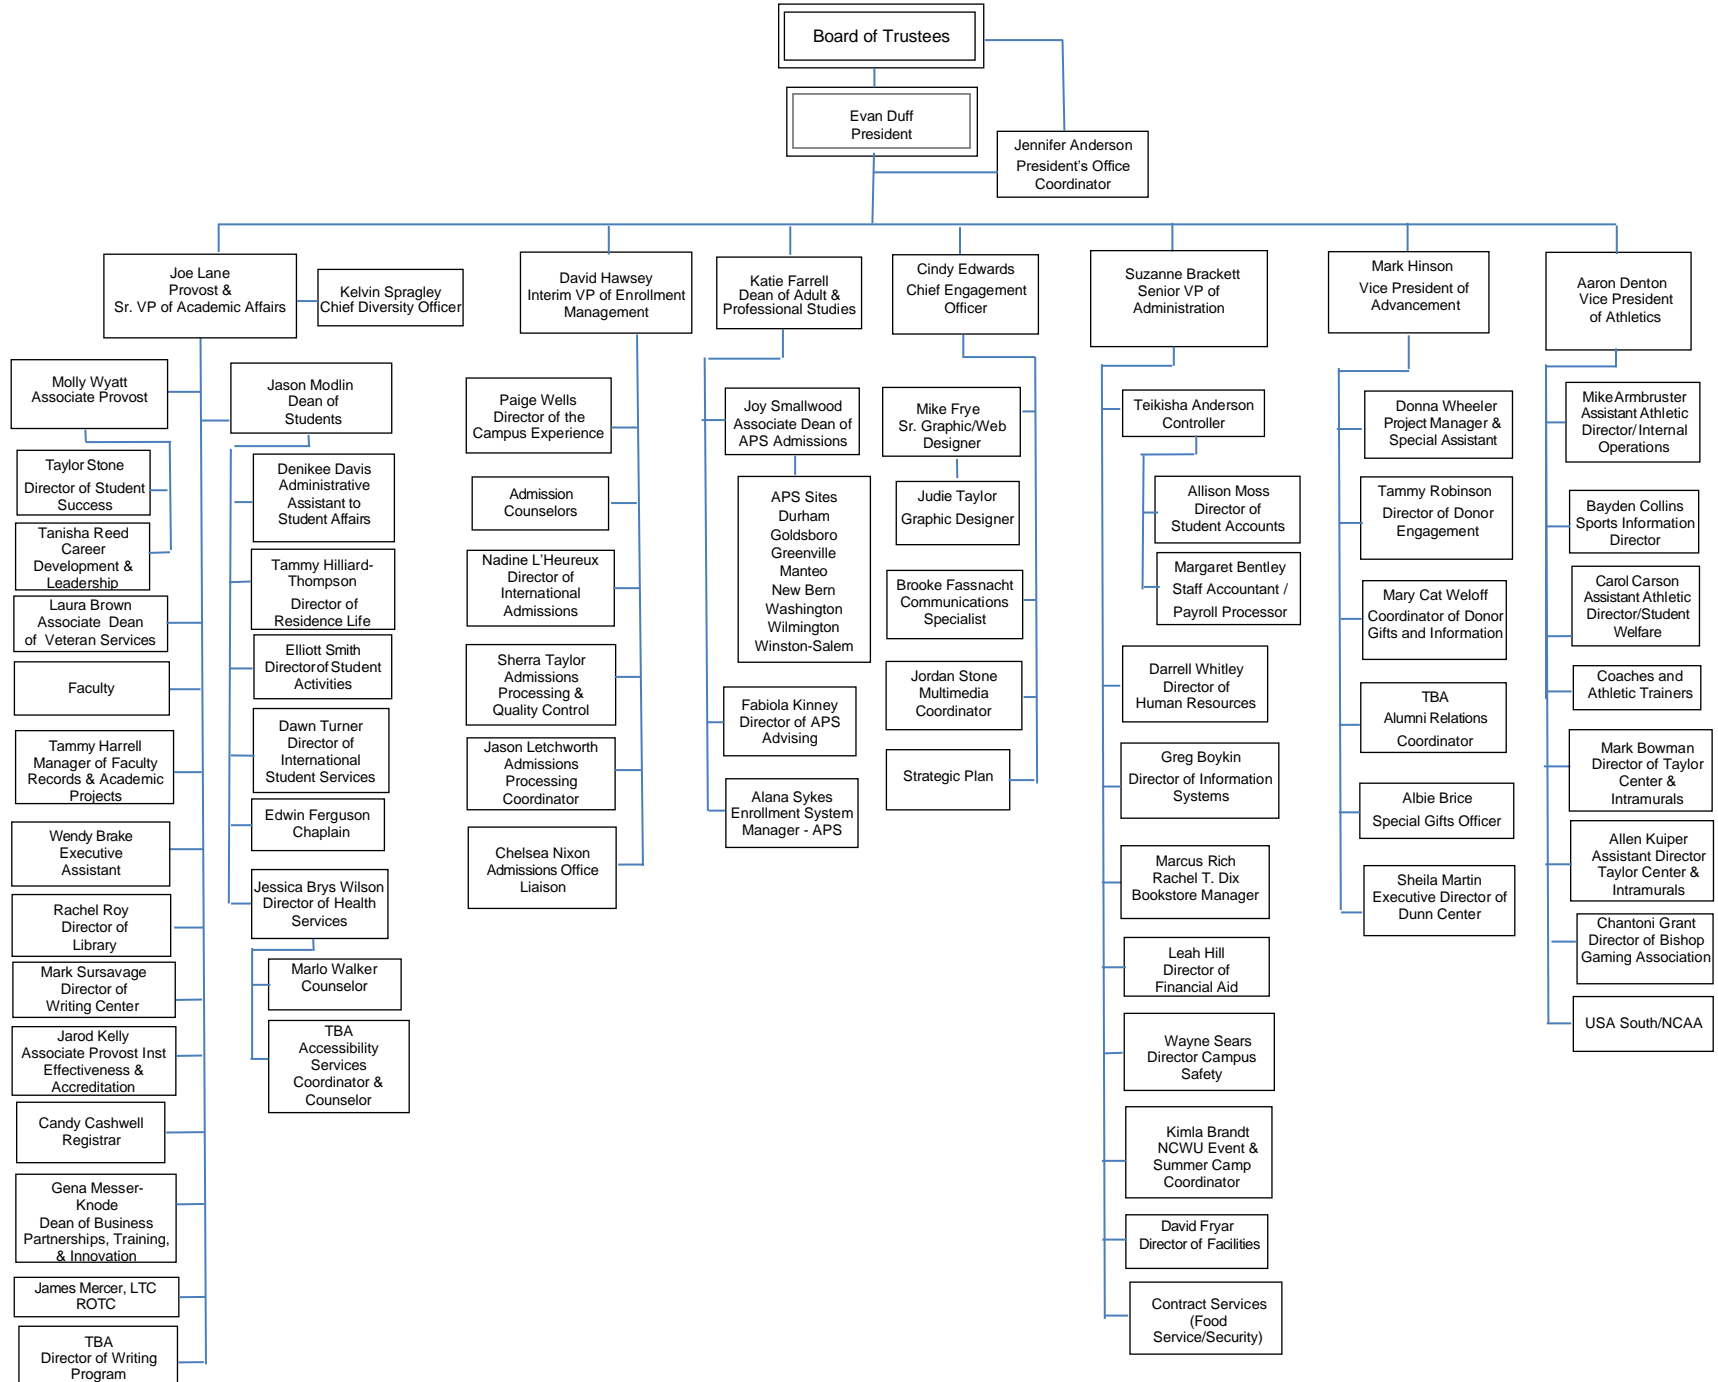 Board of Trustees
Evan Duff
President
Jennifer Anderson
President's Office
Coordinator
Joe Lane
Provost &
Sr. VP of Academic Affairs
Kelvin Spragley
Chief Diversity Officer
David Hawsey
Interim VP of Enrollment
Management
Katie Farrell
Dean of Adult &
Professional Studies
Cindy Edwards
Chief Engagement
Officer
Suzanne Brackett
Senior VP of
Administration
Mark Hinson
Vice President of
Advancement
Aaron Denton
Vice President
of Athletics
Molly Wyatt
Associate Provost
Taylor Stone
Director of Student
Success
Tanisha Reed
Career
Development &
Leadership
Laura Brown
Associate Dean
of Veteran Services
Faculty
Tammy Harrell
Manager of Faculty
Records & Academic
Projects
Wendy Brake
Executive
Assistant
Rachel Roy
Director of
Library
Mark Sursavage
Director of
Writing Center
Jarod Kelly
Associate Provost Inst
Effectiveness &
Accreditation
Candy Cashwell
Registrar
Gena Messer-
Knode
Dean of Business
Partnerships, Training,
& Innovation
James Mercer, LTC
ROTC
TBA
Director of Writing
Program
Jason Modlin
Dean of
Students
Denikee Davis
Administrative
Assistant to
Student Affairs
Tammy Hilliard-
Thompson
Director of
Residence Life
Elliott Smith
Director of Student
Activities
Dawn Turner
Director of
International
Student Services
Edwin Ferguson
Chaplain
Jessica Brys Wilson
Director of Health
Services
Marlo Walker
Counselor
TBA
Accessibility
Services
Coordinator &
Counselor
Paige Wells
Director of the
Campus Experience
Admission
Counselors
Nadine L'Heureux
Director of
International
Admissions
Sherra Taylor
Admissions
Processing &
Quality Control
Jason Letchworth
Admissions
Processing
Coordinator
Chelsea Nixon
Admissions Office
Liaison
Joy Smallwood
Associate Dean of
APS Admissions
APS Sites
Durham
Goldsboro
Greenville
Manteo
New Bern
Washington
Wilmington
Winston-Salem
Fabiola Kinney
Director of APS
Advising
Alana Sykes
Enrollment System
Manager - APS
Mike Frye
Sr. Graphic/Web
Designer
Judie Taylor
Graphic Designer
Brooke Fassnacht
Communications
Specialist
Jordan Stone
Multimedia
Coordinator
Strategic Plan
Teikisha Anderson
Controller
Allison Moss
Director of
Student Accounts
Margaret Bentley
Staff Accountant /
Payroll Processor
Darrell Whitley
Director of
Human Resources
Greg Boykin
Director of Information
Systems
Marcus Rich
Rachel T. Dix
Bookstore Manager
Leah Hill
Director of
Financial Aid
Wayne Sears
Director Campus
Safety
Kimla Brandt
NCWU Event &
Summer Camp
Coordinator
David Fryar
Director of Facilities
Contract Services
(Food
Service/Security)
Donna Wheeler
Project Manager &
Special Assistant
Tammy Robinson
Director of Donor
Engagement
Mary Cat Weloff
Coordinator of Donor
Gifts and Information
TBA
Alumni Relations
Coordinator
Albie Brice
Special Gifts Officer
Sheila Martin
Executive Director of
Dunn Center
Mike Armbruster
Assistant Athletic
Director/ Internal
Operations
Bayden Collins
Sports Information
Director
Carol Carson
Assistant Athletic
Director/Student
Welfare
Coaches and
Athletic Trainers
Mark Bowman
Director of Taylor
Center &
Intramurals
Allen Kuiper
Assistant Director
Taylor Center &
Intramurals
Chantoni Grant
Director of Bishop
Gaming Association
USA South/NCAA